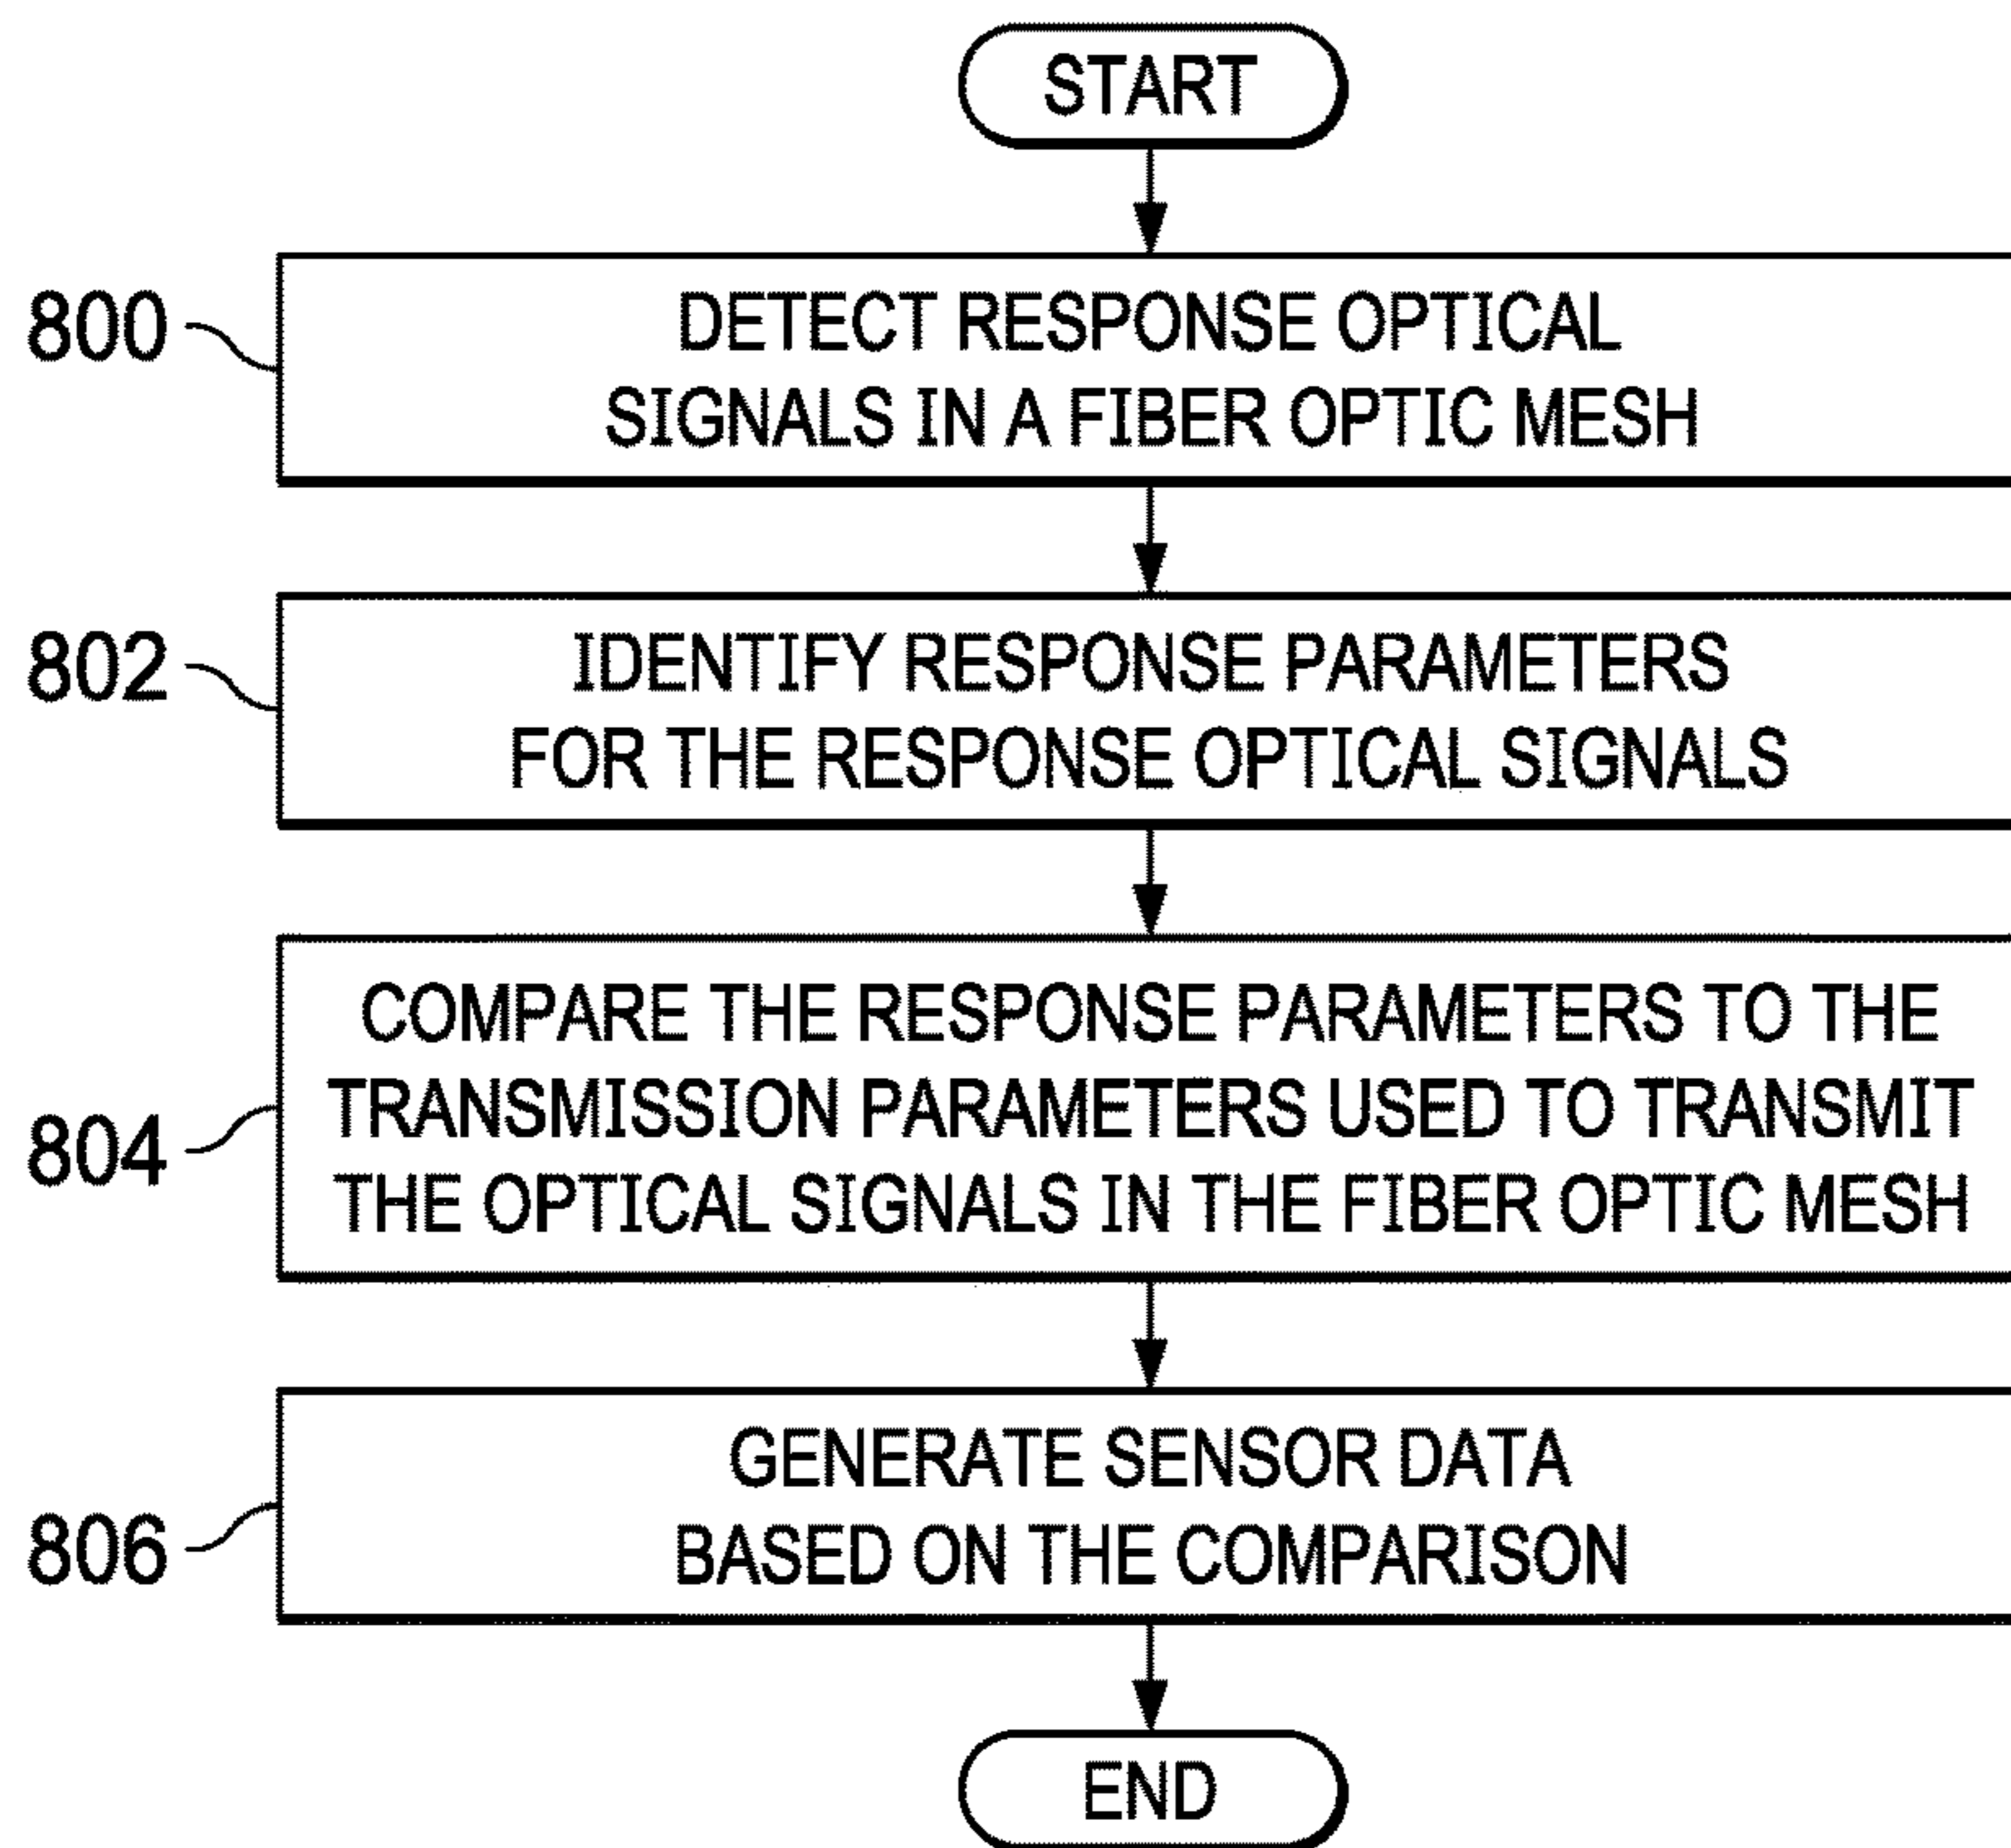 START
800
DETECT RESPONSE OPTICAL
SIGNALS IN A FIBER OPTIC MESH
802
IDENTIFY RESPONSE PARAMETERS
FOR THE RESPONSE OPTICAL SIGNALS
804
COMPARE THE RESPONSE PARAMETERS TO THE
TRANSMISSION PARAMETERS USED TO TRANSMIT
THE OPTICAL SIGNALS IN THE FIBER OPTIC MESH
806
GENERATE SENSOR DATA
BASED ON THE COMPARISON
END